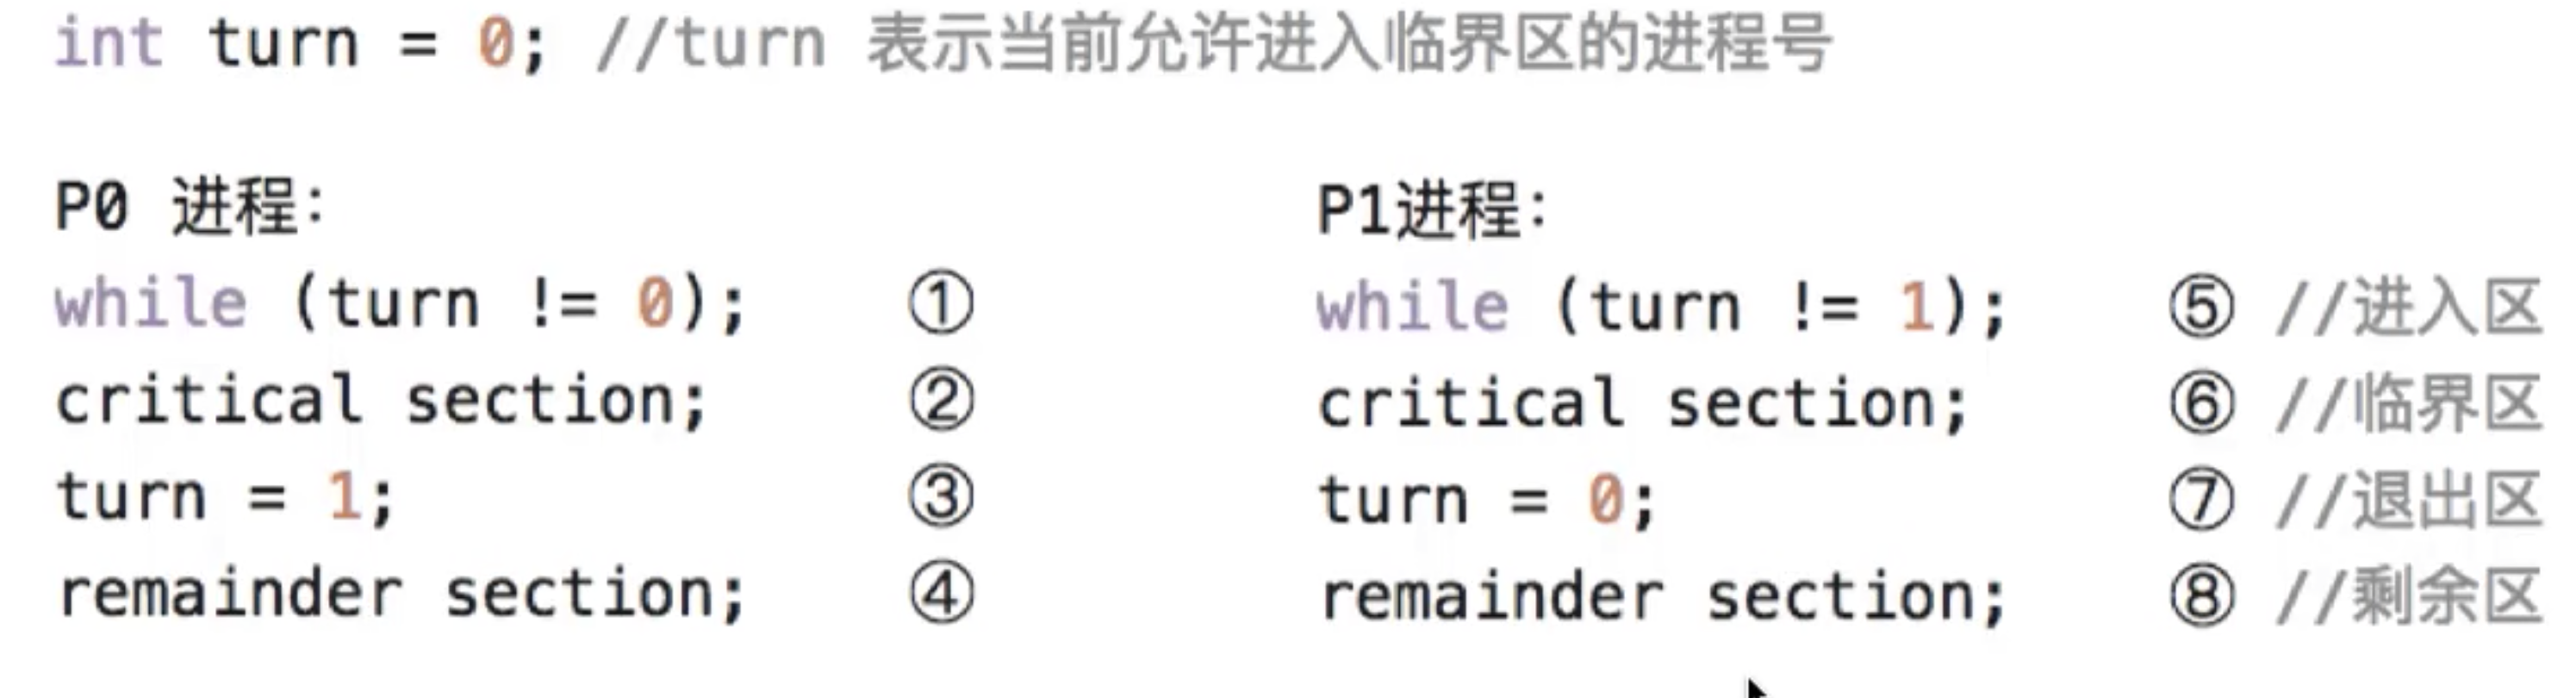 int turn = 0; //turn 表示当前允许进入临界区的进程号
P0 进程:
while (turn != 0); ①
critical section; ②
turn = 1; ③
remainder section; ④
P1进程:
while (turn != 1); ⑤ //进入区
critical section; ⑥ //临界区
turn = 0; ⑦ //退出区
remainder section; ⑧ //剩余区